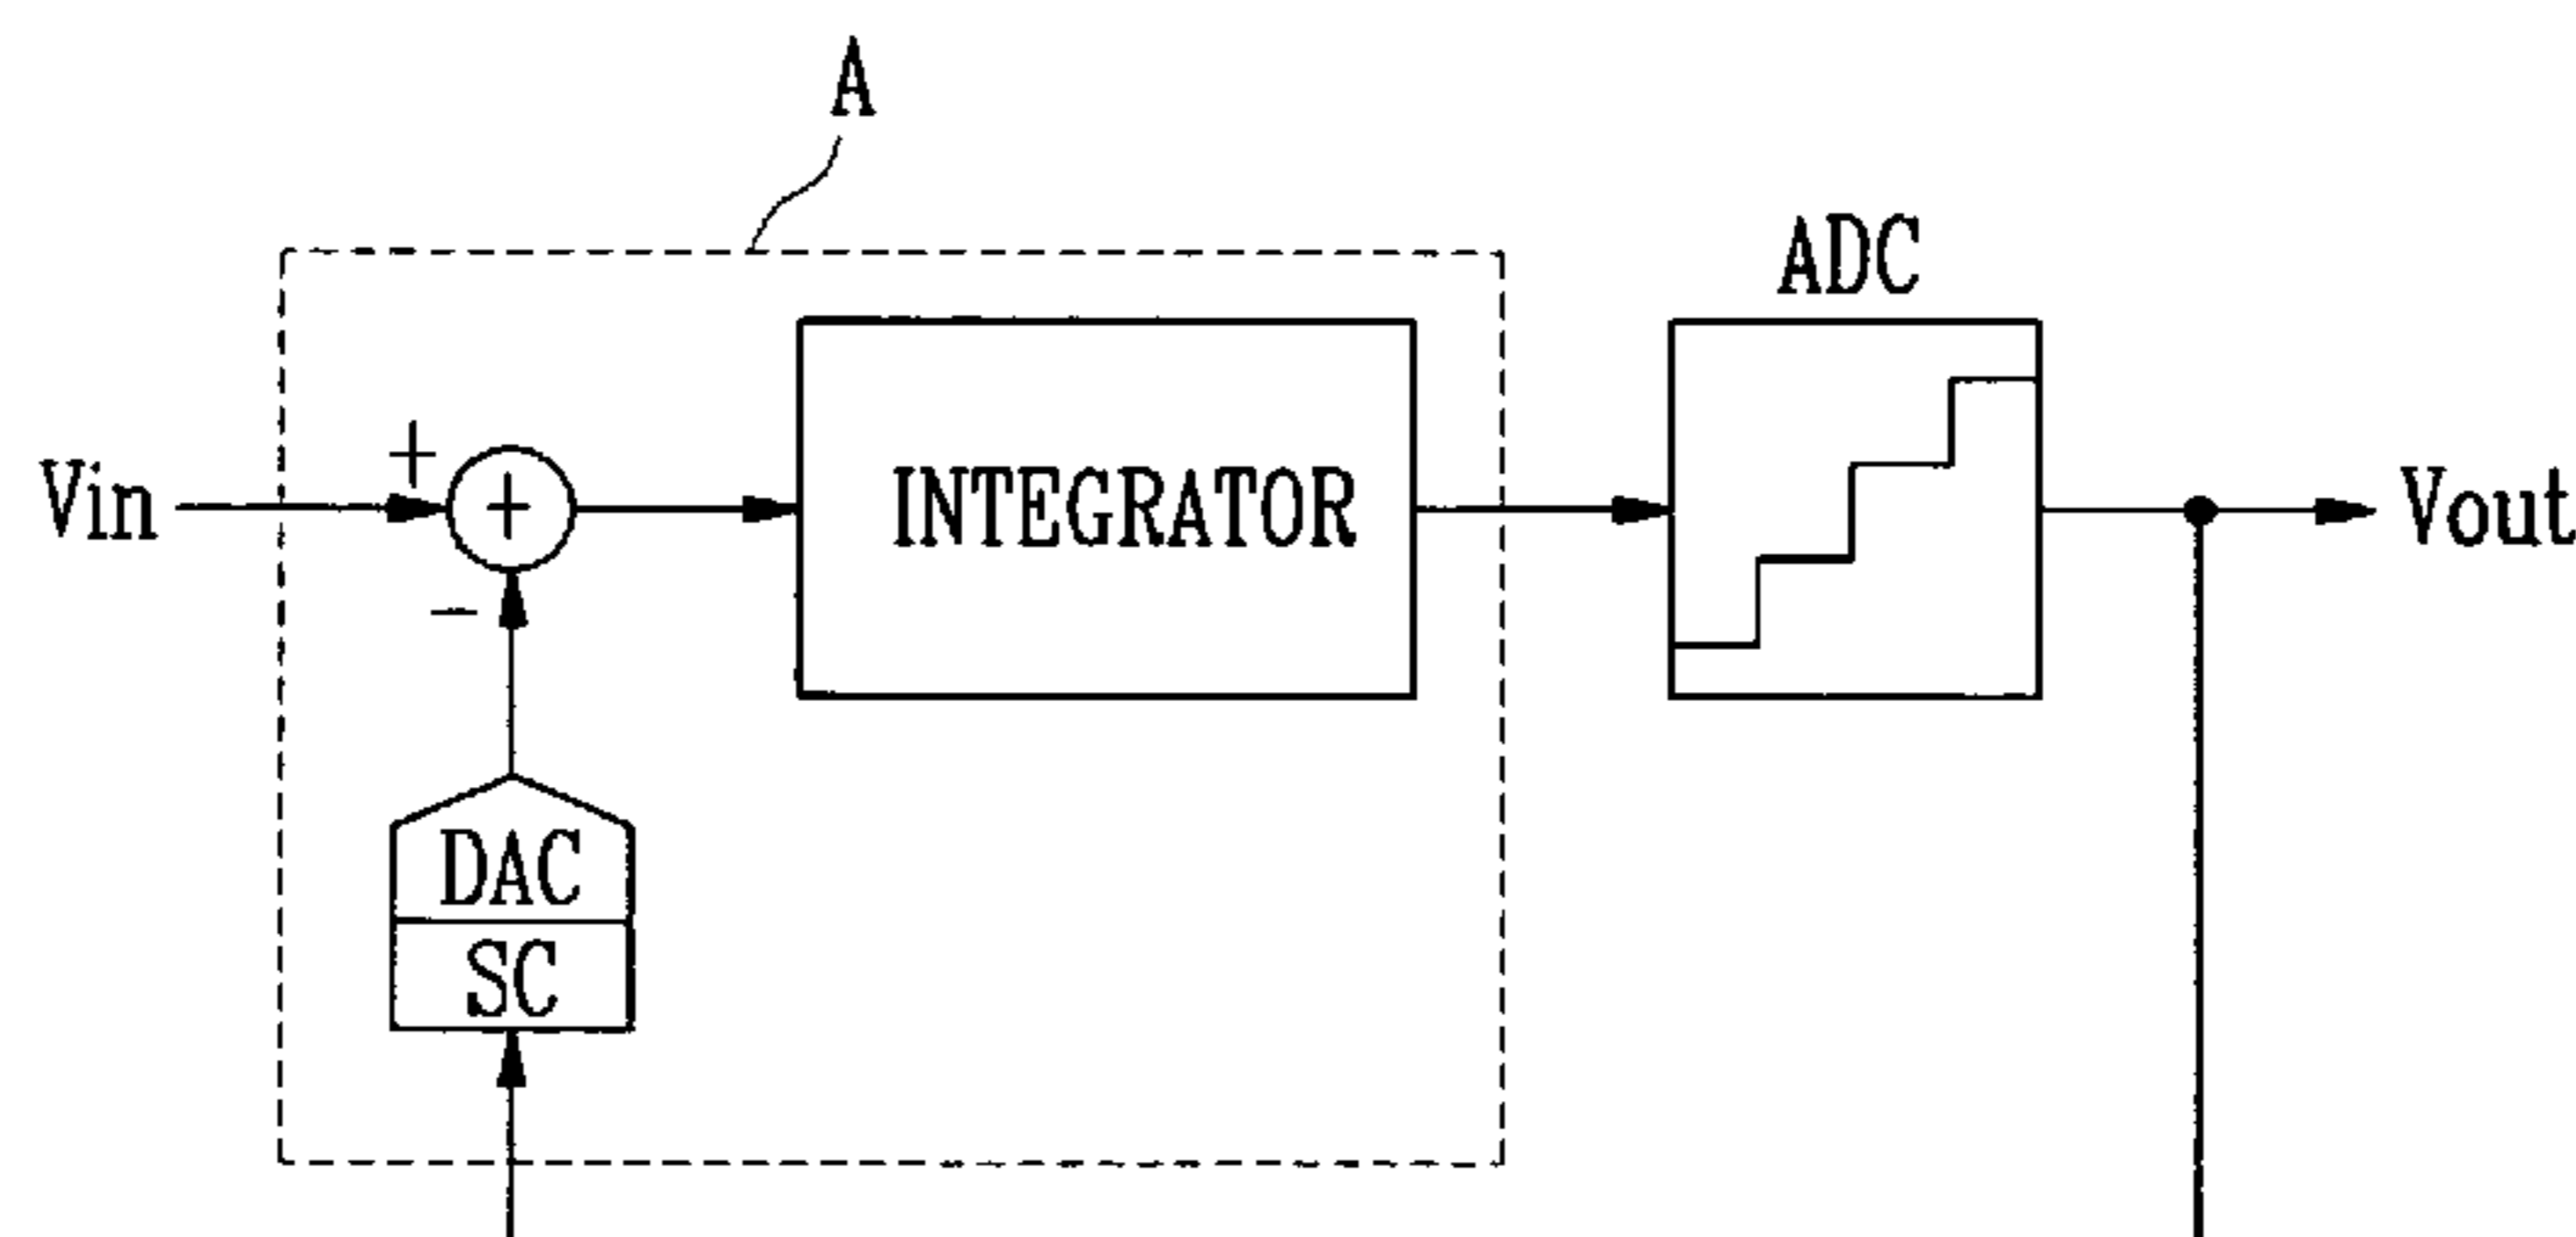 A
ADC
+
Vin
+
INTEGRATOR
Vout
-
DAC
SC